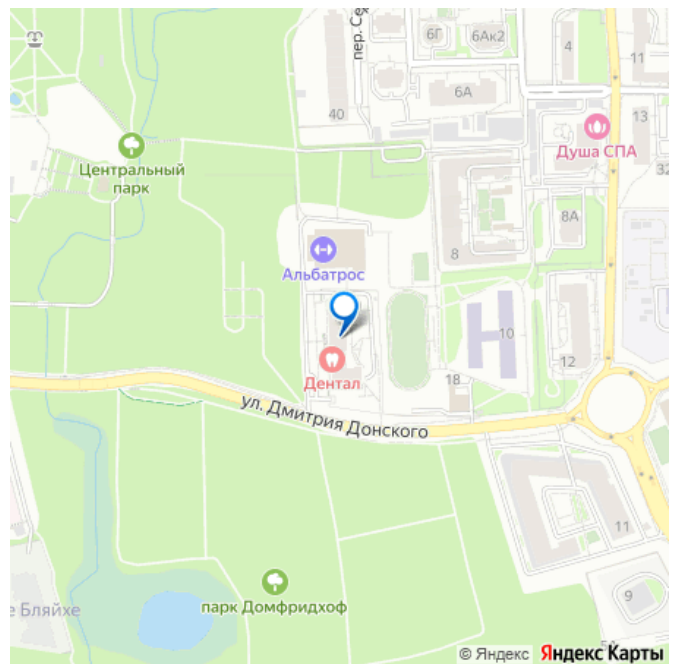 пер. Се
6Г
6Ак2
4
11
6А
40
13
Душа СПА
32
Центральный
парк
8А
8
Альбатрос
10
12
Дентал
18
ул. Дмитрия Донского
11
парк Домфридхоф
е Бляйхе
9
© Яндекс Яндекс Карты